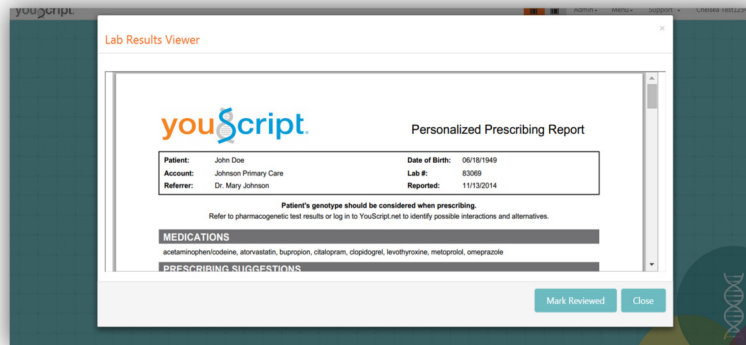 youScript.
Admin Menu Support Chelsea Test1234
Lab Results Viewer ×
youScript.
Personalized Prescribing Report
Patient: John Doe Date of Birth: 06/18/1949
Account: Johnson Primary Care Lab #: 83069
Referrer: Dr. Mary Johnson Reported: 11/13/2014
Patient's genotype should be considered when prescribing.
Refer to pharmacogenetic test results or log in to YouScript.net to identify possible interactions and alternatives.
MEDICATIONS
acetaminophen/codeine, atorvastatin, bupropion, citalopram, clopidogrel, levothyroxine, metoprolol, omeprazole
PRESCRIBING SUGGESTIONS
Mark Reviewed Close